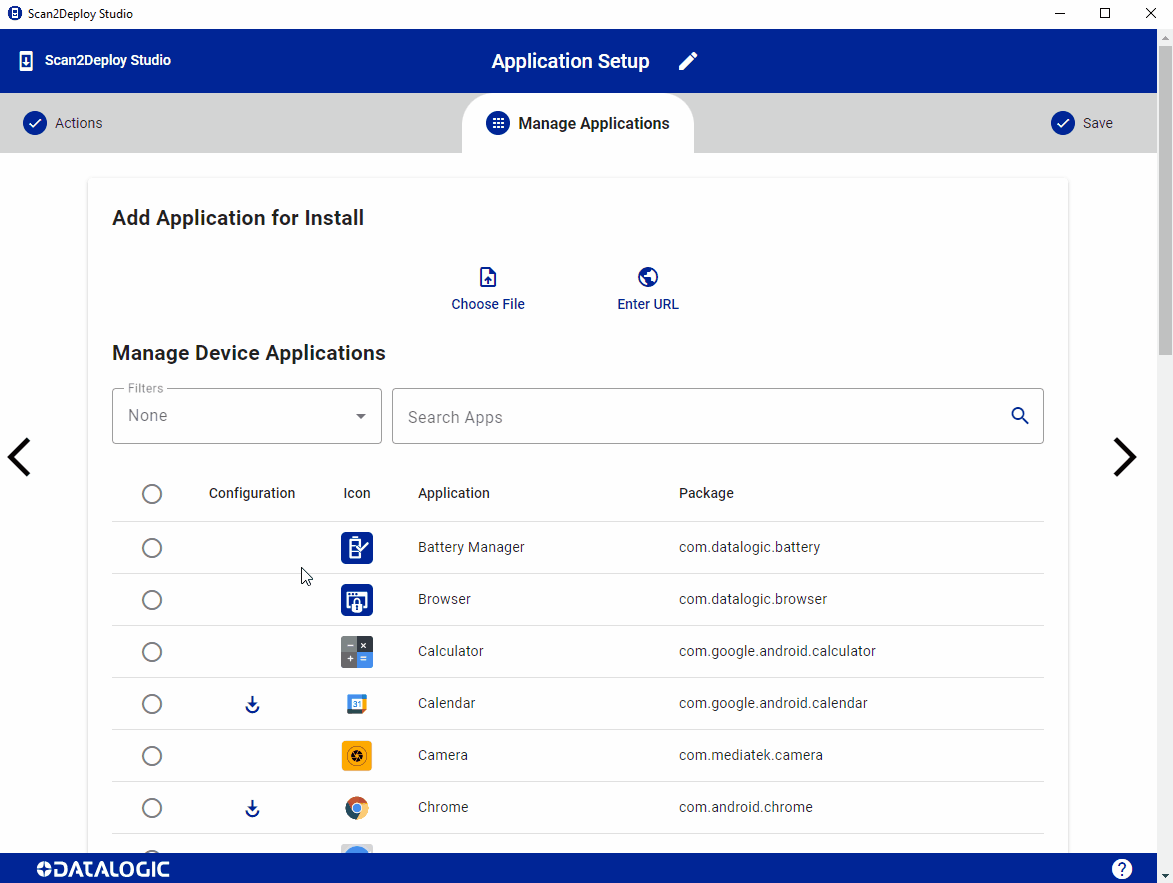 Scan2Deploy Studio
Scan2Deploy Studio
Application Setup
Actions
Manage Applications
Save
Add Application for Install
Choose File
Enter URL
Manage Device Applications
Filters
None
Search Apps
Configuration Icon Application Package
Battery Manager com.datalogic.battery
Browser com.datalogic.browser
Calculator com.google.android.calculator
31 Calendar com.google.android.calendar
Camera com.mediatek.camera
Chrome com.android.chrome
DATALOGIC
?